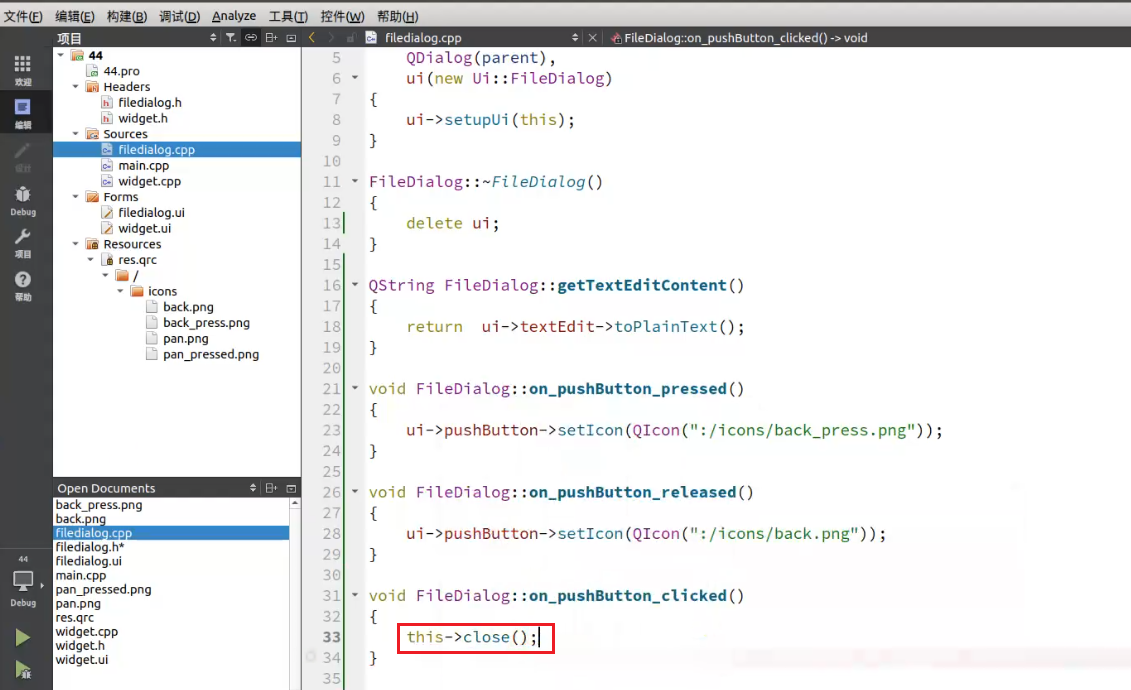 文件(F) 编辑(E) 构建(B) 调试(D) Analyze 工具(T) 控件(W) 帮助(H)
项目
filedialog.cpp
FileDialog::on_pushButton_clicked() -> void
欢迎
编辑
设计
Debug
项目
帮助
44
Debug
44
44.pro
Headers
filedialog.h
widget.h
Sources
filedialog.cpp
main.cpp
widget.cpp
Forms
filedialog.ui
widget.ui
Resources
res.qrc
/
icons
back.png
back_press.png
pan.png
pan_pressed.png
Open Documents
back_press.png
back.png
filedialog.cpp
filedialog.h*
filedialog.ui
main.cpp
pan_pressed.png
pan.png
res.qrc
widget.cpp
widget.h
widget.ui
5 QDialog(parent),
6 ui(new Ui::FileDialog)
7 {
8 ui->setupUi(this);
9 }
10
11 FileDialog::~FileDialog()
12 {
13 delete ui;
14 }
15
16 QString FileDialog::getTextEditContent()
17 {
18 return  ui->textEdit->toPlainText();
19 }
20
21 void FileDialog::on_pushButton_pressed()
22 {
23 ui->pushButton->setIcon(QIcon(":/icons/back_press.png"));
24 }
25
26 void FileDialog::on_pushButton_released()
27 {
28 ui->pushButton->setIcon(QIcon(":/icons/back.png"));
29 }
30
31 void FileDialog::on_pushButton_clicked()
32 {
33 this->close();
34 }
35